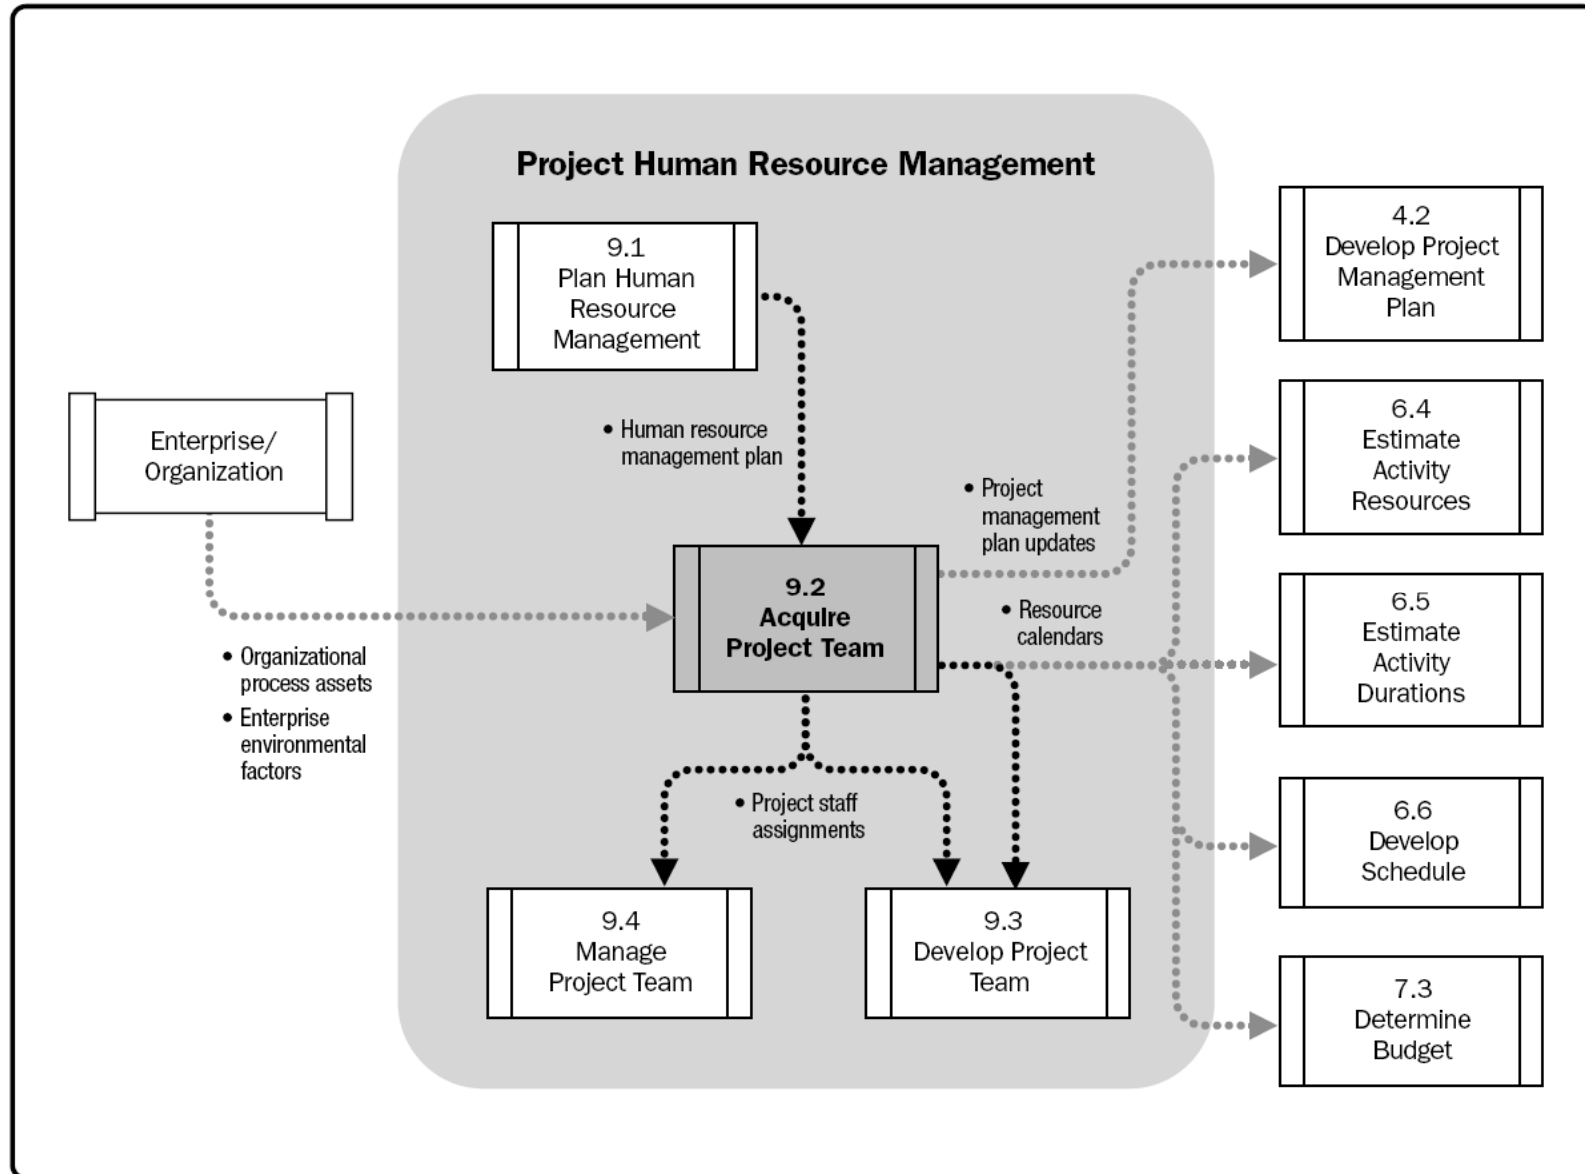 Project Human Resource Management
9.1
Plan Human
Resource
Management
4.2
Develop Project
Management
Plan
Enterprise/
Organization
• Human resource
management plan
6.4
Estimate
Activity
Resources
• Project
management
plan updates
9.2
Acquire
Project Team
• Resource
calendars
6.5
Estimate
Activity
Durations
• Organizational
process assets
• Enterprise
environmental
factors
• Project staff
assignments
6.6
Develop
Schedule
9.4
Manage
Project Team
9.3
Develop Project
Team
7.3
Determine
Budget